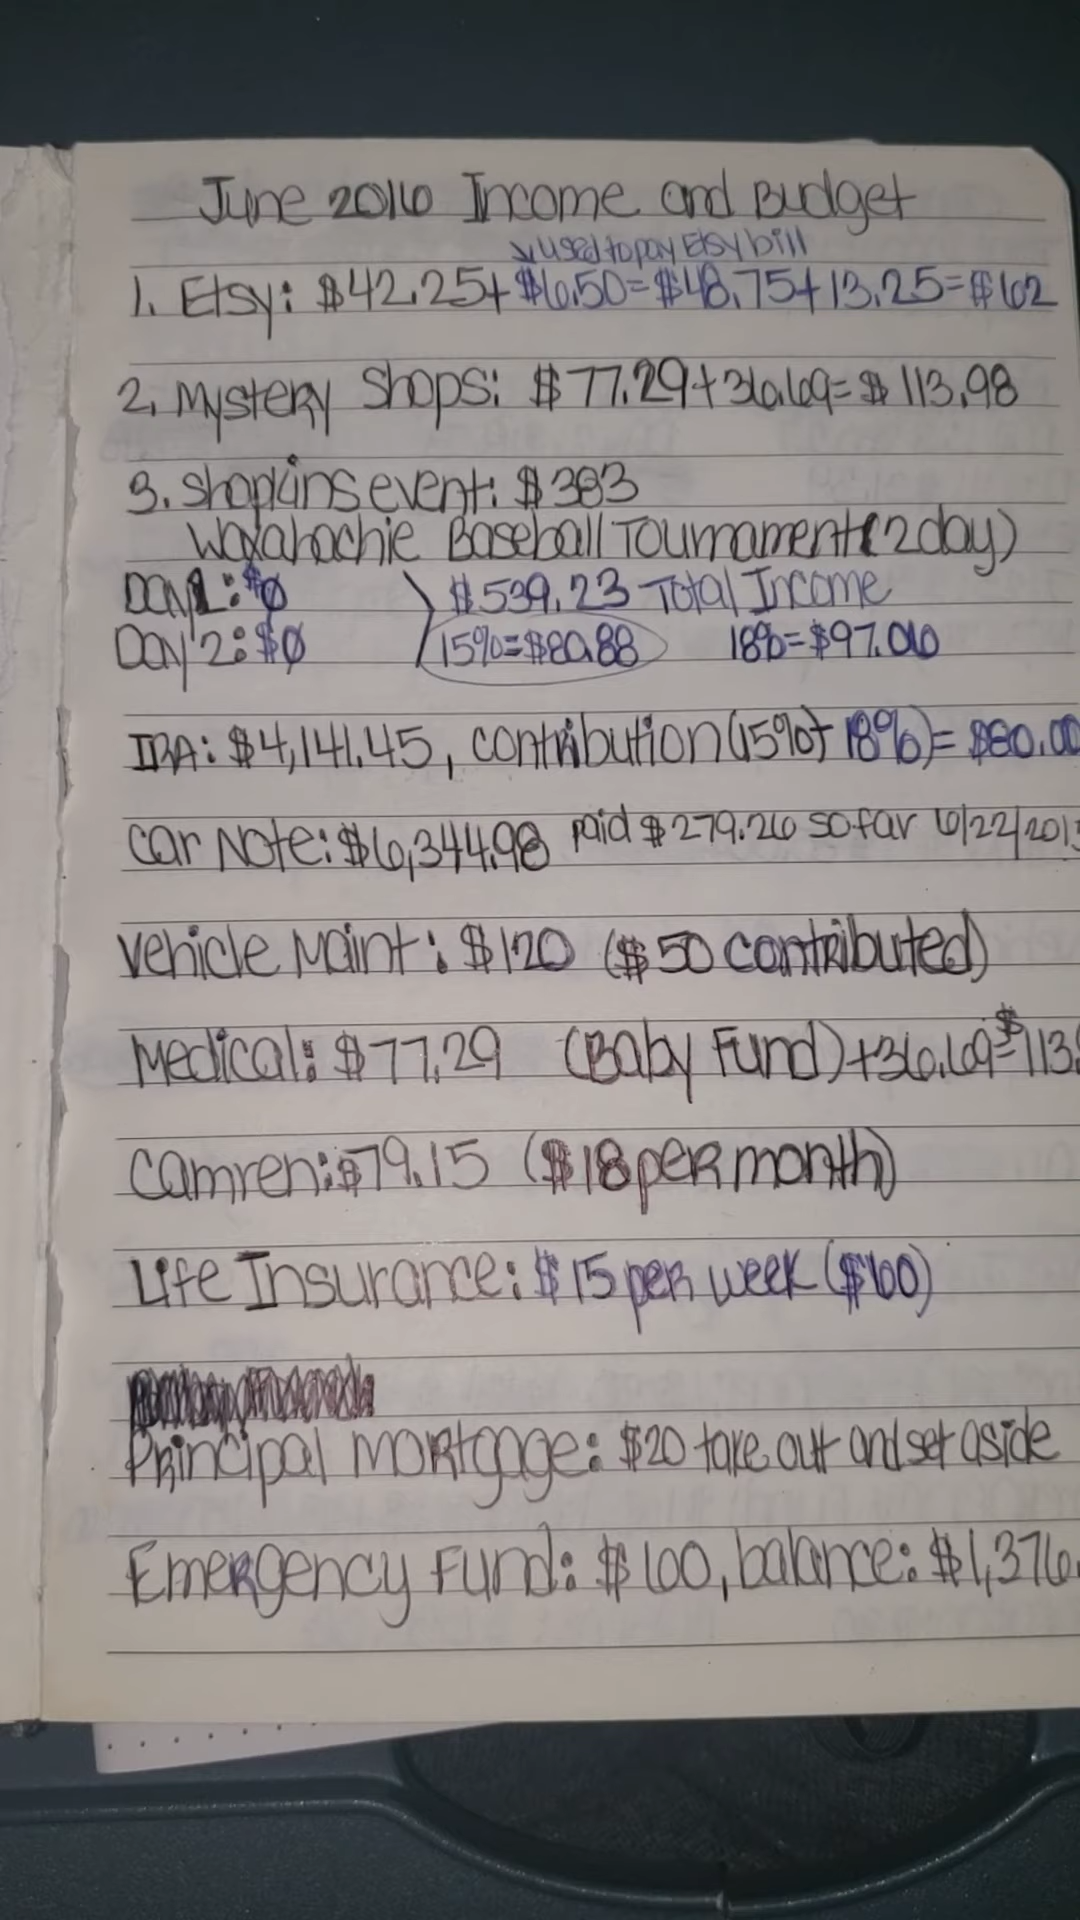 June 2016 Income and Budget
↘ used to pay Etsy bill
1. Etsy: $42.25+ $6.50= $48.75+13.25=$62
2. Mystery Shops: $77.29+36.69= $113.98
3. Shopkins event: $383
Waxahachie Baseball Tournament (2 day)
Day 1: $0
$539.23 Total Income
Day 2: $0
15%=$80.88 18%=$97.06
IRA: $4,141.45, contribution (15%+ 18%)= $80.00
Car Note: $6,344.98 paid $279.26 so far 6/22/201
Vehicle Maint: $120 ($50 contributed)
Medical: $77.29 (Baby Fund) +36.69=$113.
Camren: $79.15 ($18 per month)
Life Insurance: $15 per week ($60)
Principal Mortgage: $20 take out and set aside
Emergency Fund: $100, balance: $1,376.